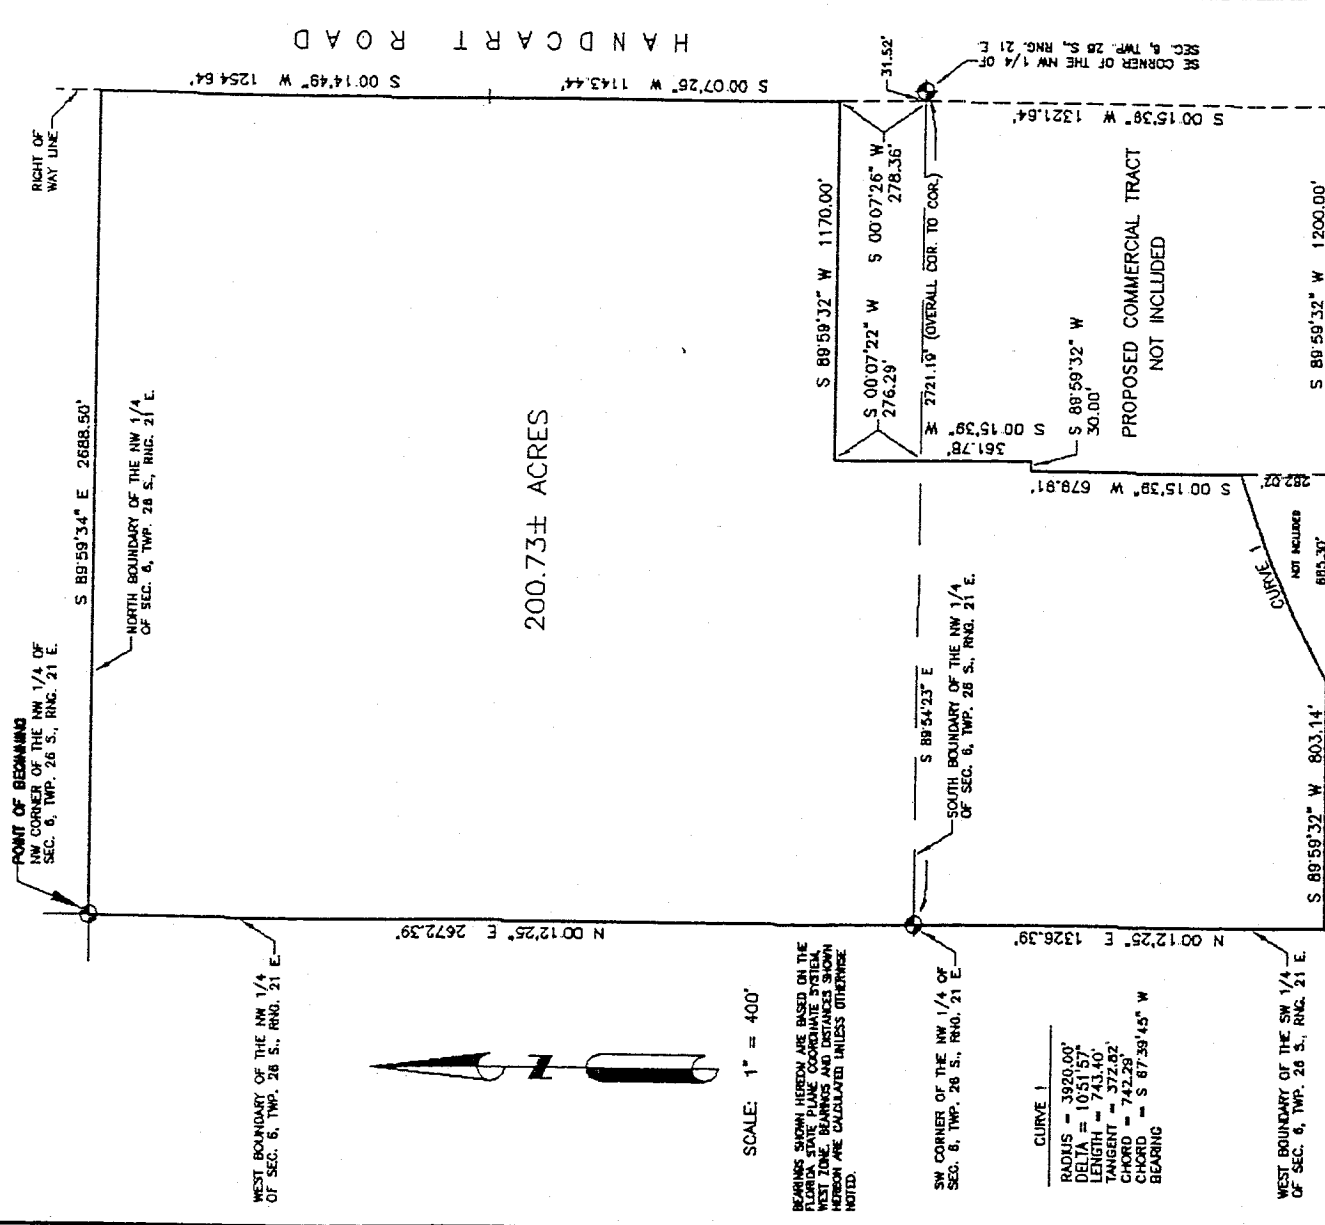 HANDCART ROAD
RIGHT OF
WAY LINE
S 00°14'49" W 1254.64'
S 00°07'26" W 1143.44'
31.52'
SE CORNER OF THE NW 1/4 OF
SEC. 6, TWP. 26 S., RNG. 21 E.
S 00°15'39" W 1321.64'
S 89°59'34" E 2688.50'
NORTH BOUNDARY OF THE NW 1/4
OF SEC. 6, TWP. 26 S., RNG. 21 E.
POINT OF BEGINNING
NW CORNER OF THE NW 1/4 OF
SEC. 6, TWP. 26 S., RNG. 21 E.
200.73± ACRES
S 89°59'32" W 1170.00'
S 00°07'26" W
278.36'
S 00°07'22" W
276.29'
2721.19' (OVERALL COR. TO COR.)
S 00°15'39" W
361.78'
S 89°59'32" W
30.00'
PROPOSED COMMERCIAL TRACT
NOT INCLUDED
S 89°59'32" W 1200.00'
S 00°15'39" W 679.91'
282.02'
NOT INCLUDED
685.30'
CURVE 1
S 89°54'23" E
SOUTH BOUNDARY OF THE NW 1/4
OF SEC. 6, TWP. 26 S., RNG. 21 E.
S 89°59'32" W 803.14'
N 00°12'25" E 2672.39'
N 00°12'25" E 1326.39'
WEST BOUNDARY OF THE NW 1/4
OF SEC. 6, TWP. 26 S., RNG. 21 E.
N
SCALE: 1" = 400'
BEARINGS SHOWN HEREON ARE BASED ON THE
FLORIDA STATE PLANE COORDINATE SYSTEM,
WEST ZONE. BEARINGS AND DISTANCES SHOWN
HEREON ARE CALCULATED UNLESS OTHERWISE
NOTED.
SW CORNER OF THE NW 1/4 OF
SEC. 6, TWP. 26 S., RNG. 21 E.
CURVE 1
RADIUS = 3920.00'
DELTA = 10°51'57"
LENGTH = 743.40'
TANGENT = 372.82'
CHORD = 742.29'
CHORD = S 67°39'45" W
BEARING
WEST BOUNDARY OF THE SW 1/4
OF SEC. 6, TWP. 26 S., RNG. 21 E.